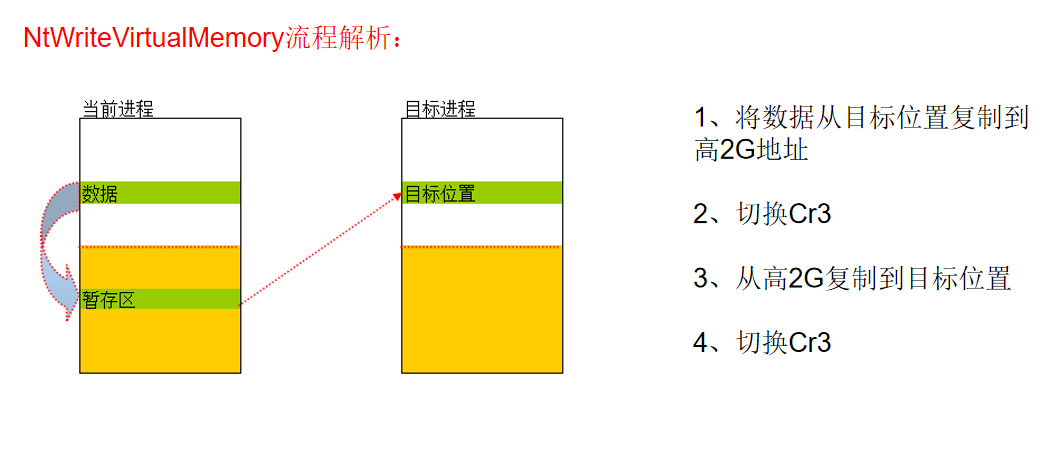 NtWriteVirtualMemory流程解析：
当前进程
数据
暂存区
目标进程
目标位置
1、将数据从目标位置复制到
高2G地址
2、切换Cr3
3、从高2G复制到目标位置
4、切换Cr3